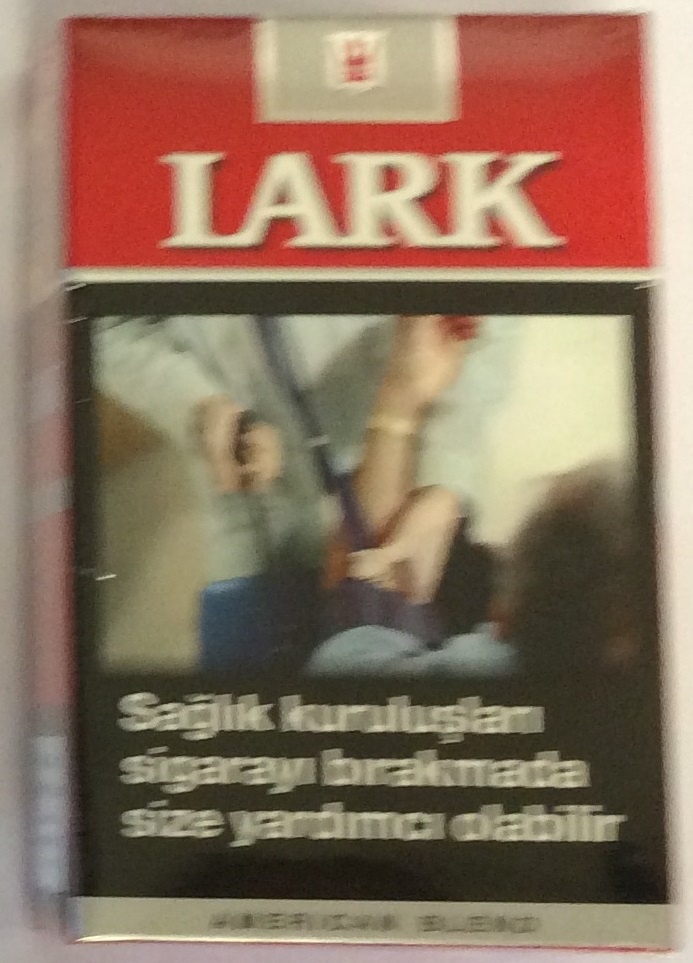 LARK
Sağlık kuruluşları
sigarayı bırakmada
size yardımcı olabilir
AMERICAN BLEND